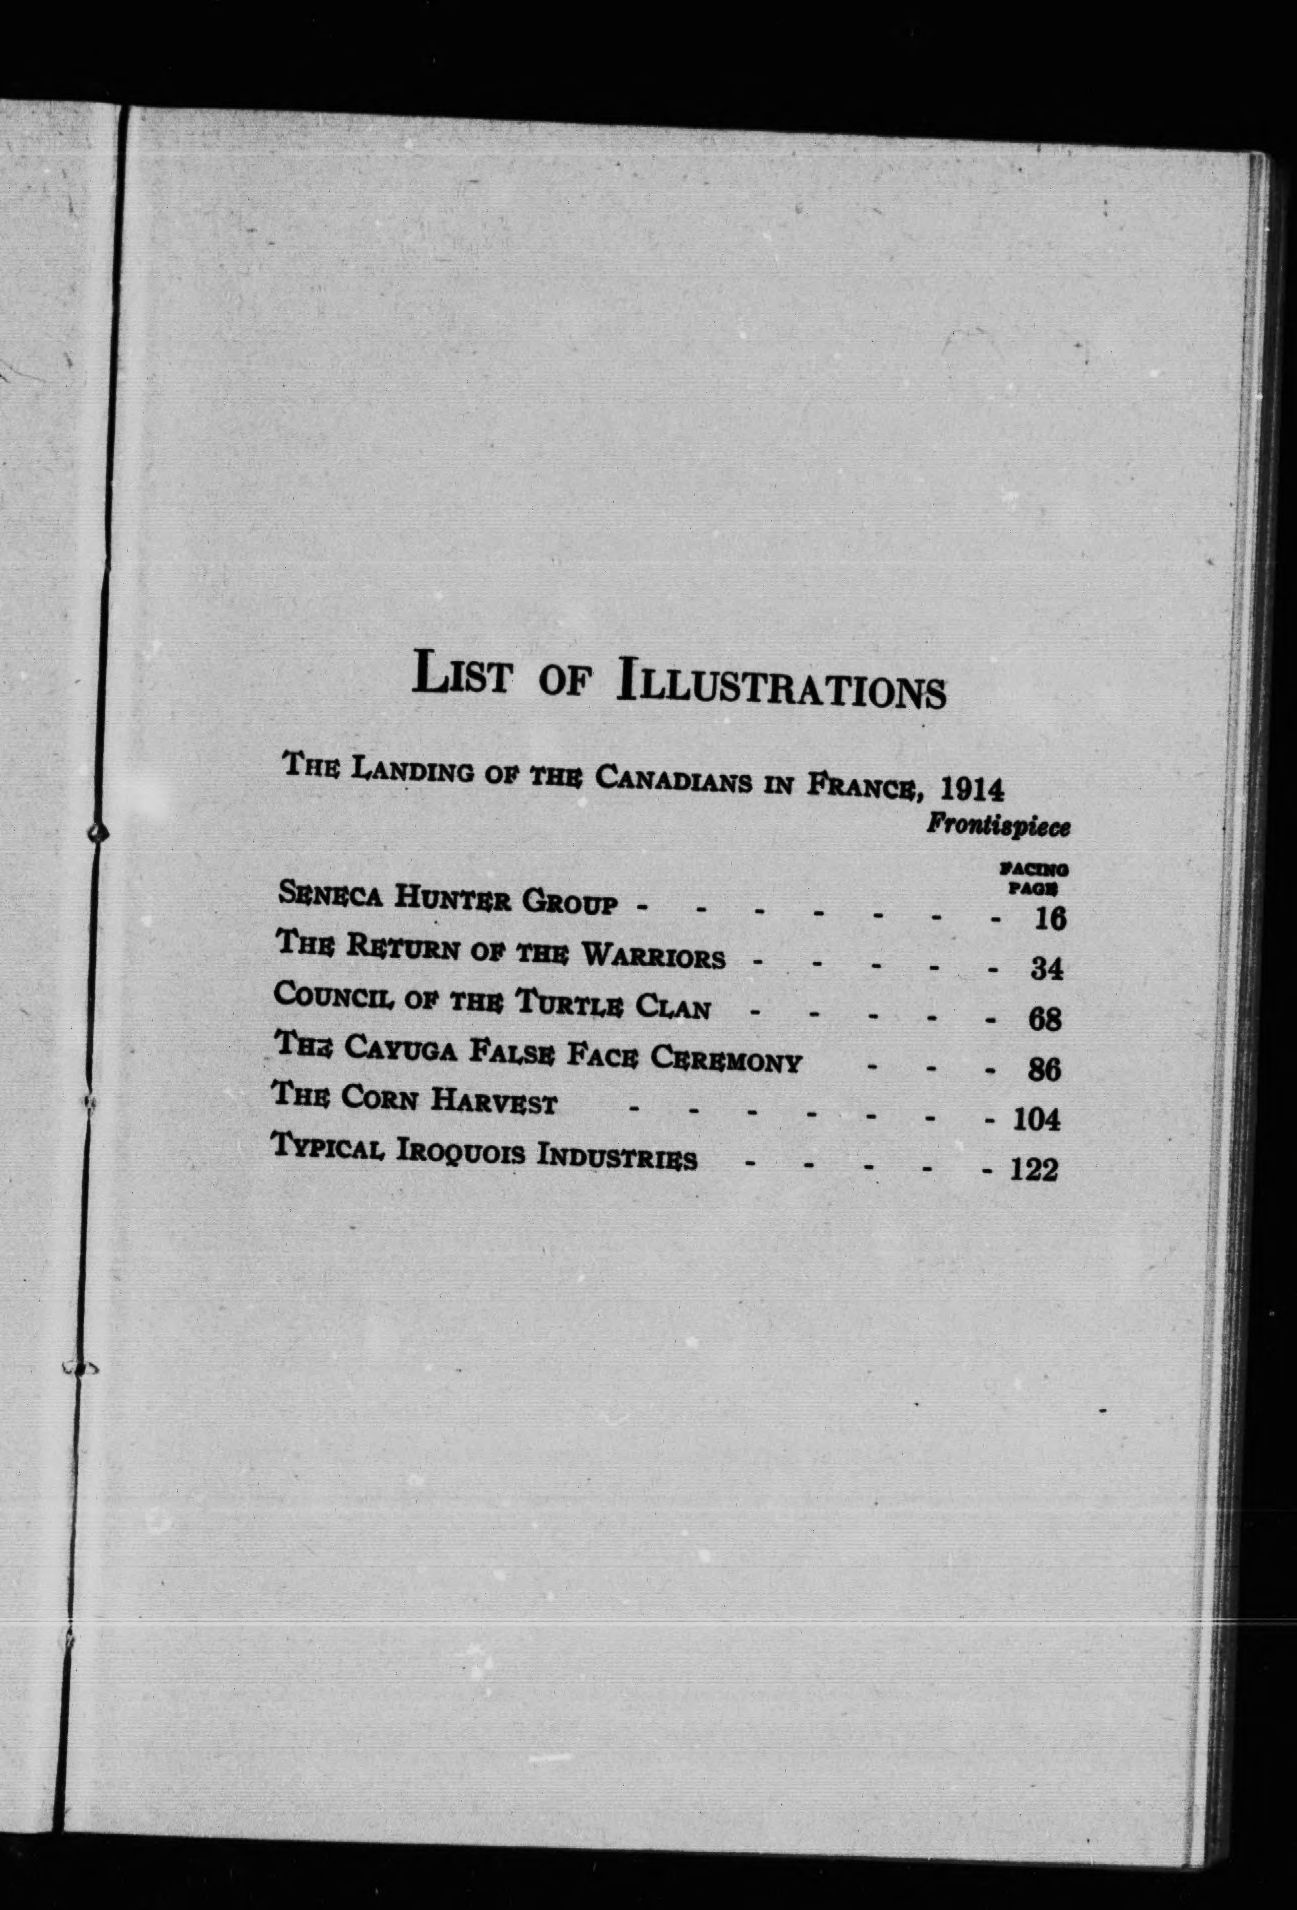 LIST OF ILLUSTRATIONS
THE LANDING OF THE CANADIANS IN FRANCE, 1914
Frontispiece
FACING
PAGE
SENECA HUNTER GROUP - - - - - - - 16
THE RETURN OF THE WARRIORS - - - - - 34
COUNCIL OF THE TURTLE CLAN - - - - - 68
THE CAYUGA FALSE FACE CEREMONY - - - 86
THE CORN HARVEST - - - - - - - 104
TYPICAL IROQUOIS INDUSTRIES - - - - - 122